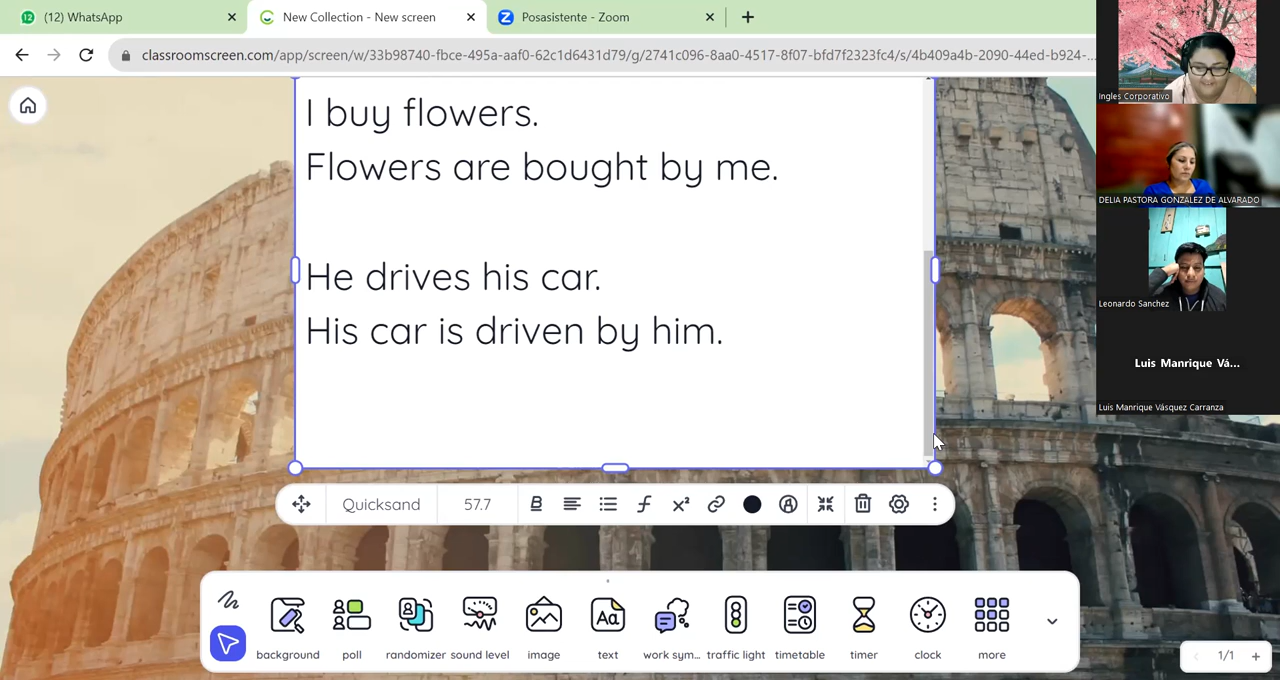 12
(12) WhatsApp
New Collection - New screen
Posasistente - Zoom
classroomscreen.com/app/screen/w/33b98740-fbce-495a-aaf0-62c1d6431d79/g/2741c096-8aa0-4517-8f07-bfd7f2323fc4/s/4b409a4b-2090-44ed-b924-...
I buy flowers.
Flowers are bought by me.
He drives his car.
His car is driven by him.
Quicksand 57.7
background poll randomizer sound level image text work sym... traffic light timetable timer clock more
1/1
Ingles Corporativo
DELIA PASTORA GONZALEZ DE ALVARADO
Leonardo Sanchez
Luis Manrique Vá...
Luis Manrique Vásquez Carranza